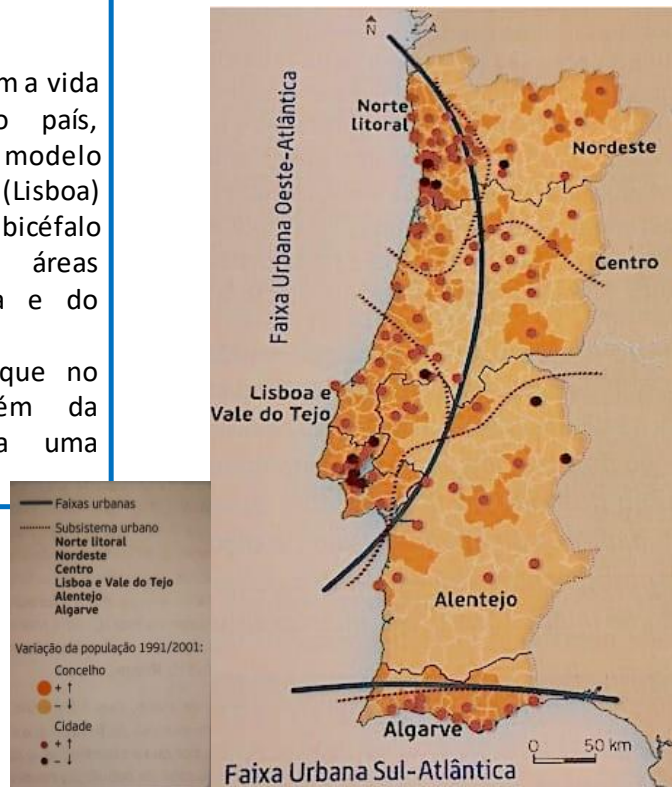 m a vida
o país,
modelo
(Lisboa)
bicéfalo
áreas
a e do
que no
ém da
a uma
N
Norte
litoral
Nordeste
Faixa Urbana Oeste-Atlântica
Centro
Lisboa e
Vale do Tejo
Alentejo
Algarve
0 50 km
Faixa Urbana Sul-Atlântica
Faixas urbanas
Subsistema urbano
Norte litoral
Nordeste
Centro
Lisboa e Vale do Tejo
Alentejo
Algarve
Variação da população 1991/2001:
Concelho
+ ↑
- ↓
Cidade
+ ↑
- ↓